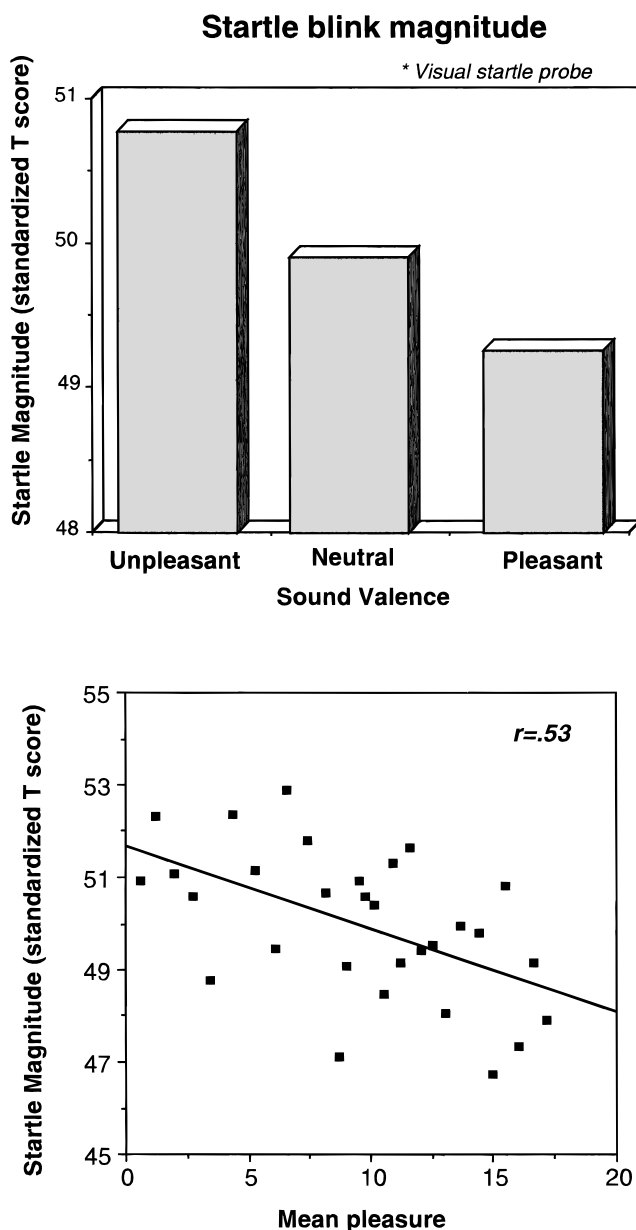 Startle blink magnitude
* Visual startle probe
Startle Magnitude (standardized T score)
51
50
49
48
Unpleasant
Neutral
Pleasant
Sound Valence
Startle Magnitude (standardized T score)
55
53
51
49
47
45
r=.53
0
5
10
15
20
Mean pleasure